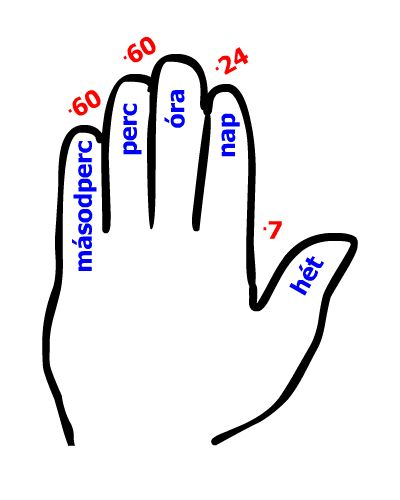 másodperc
·60
perc
·60
óra
·24
nap
·7
hét